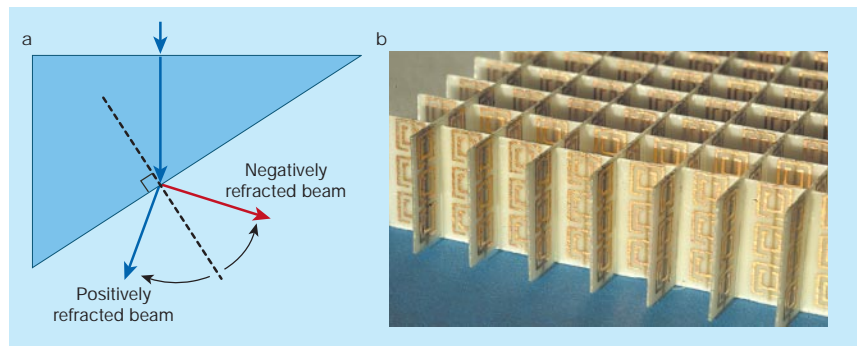 a
Negatively
refracted beam
Positively
refracted beam
b